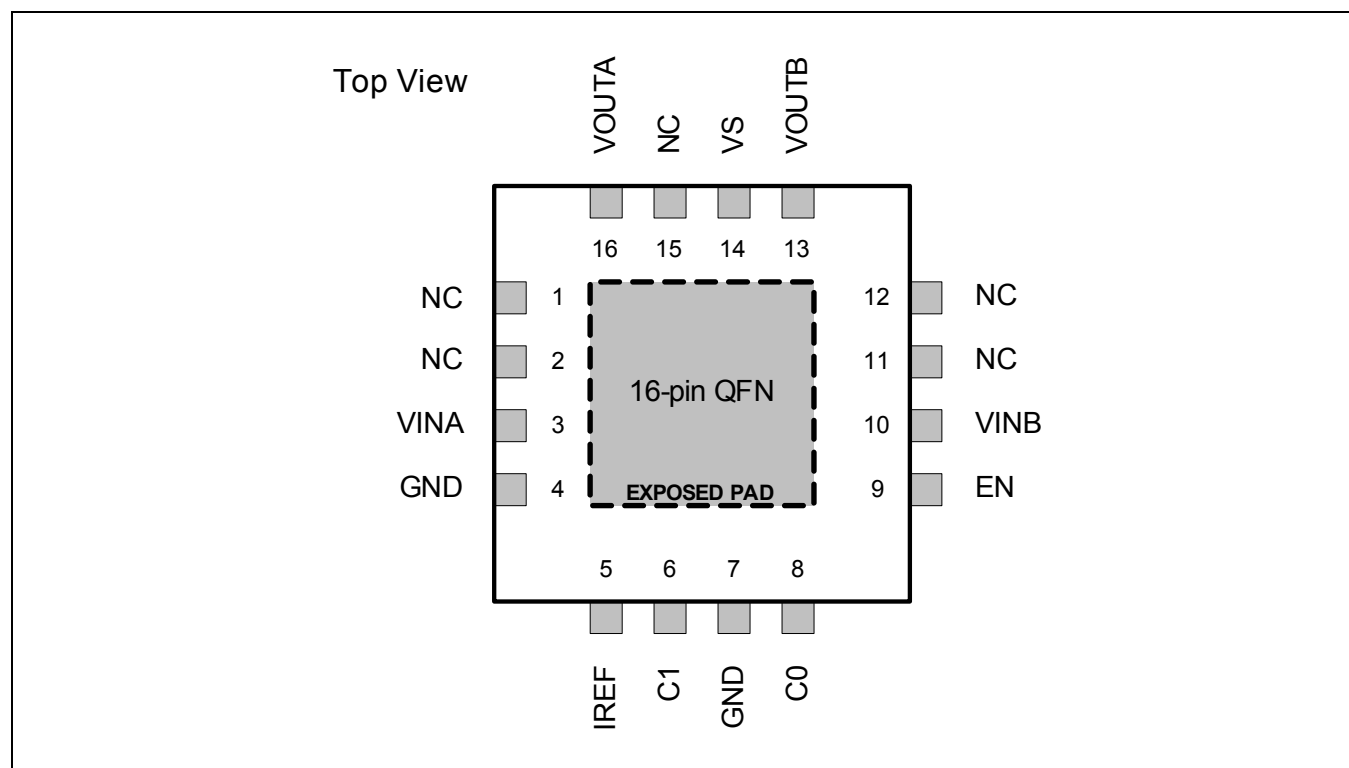 Top View
VOUTA
NC
VS
VOUTB
16 15 14 13
NC 1 12 NC
NC 2 11 NC
16-pin QFN
VINA 3 10 VINB
GND 4 9 EN
EXPOSED PAD
5 6 7 8
IREF
C1
GND
C0